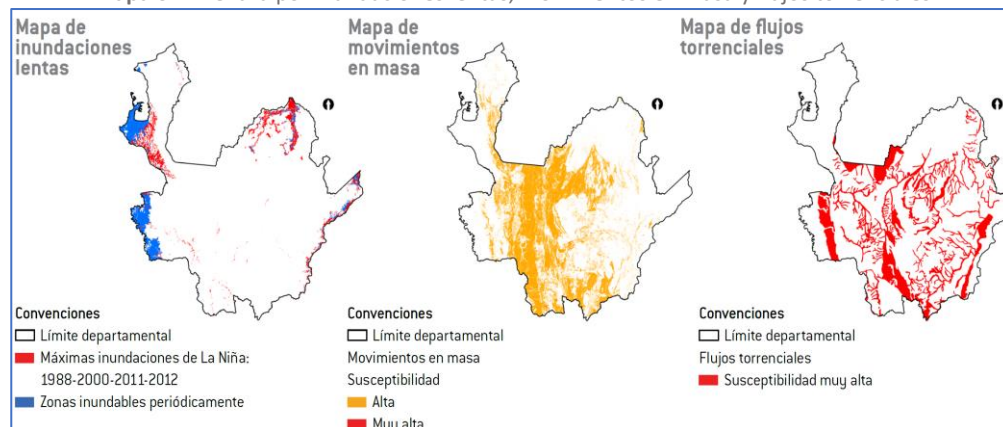 Mapa de
inundaciones
lentas
Convenciones
Límite departamental
Máximas inundaciones de La Niña:
1988-2000-2011-2012
Zonas inundables periódicamente
Mapa de
movimientos
en masa
Convenciones
Límite departamental
Movimientos en masa
Susceptibilidad
Alta
Muy alta
Mapa de flujos
torrenciales
Convenciones
Límite departamental
Flujos torrenciales
Susceptibilidad muy alta